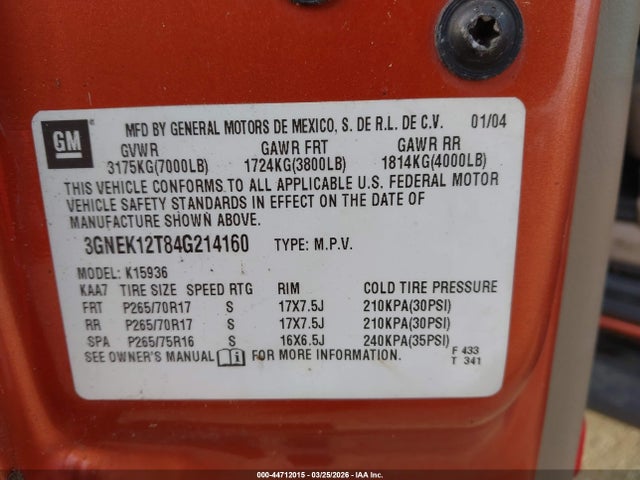 GM
MFD BY GENERAL MOTORS DE MEXICO, S. DE R.L. DE C.V. 01/04
GVWR GAWR FRT GAWR RR
3175KG(7000LB) 1724KG(3800LB) 1814KG(4000LB)
THIS VEHICLE CONFORMS TO ALL APPLICABLE U.S. FEDERAL MOTOR
VEHICLE SAFETY STANDARDS IN EFFECT ON THE DATE OF
MANUFACTURE SHOWN ABOVE.
3GNEK12T84G214160 TYPE: M.P.V.
MODEL: K15936
KAA7 TIRE SIZE SPEED RTG RIM COLD TIRE PRESSURE
FRT P265/70R17 S 17X7.5J 210KPA(30PSI)
RR P265/70R17 S 17X7.5J 210KPA(30PSI)
SPA P265/75R16 S 16X6.5J 240KPA(35PSI)
SEE OWNER'S MANUAL FOR MORE INFORMATION.
F 433
T 341
000-44712015 - 03/25/2026 - IAA Inc.